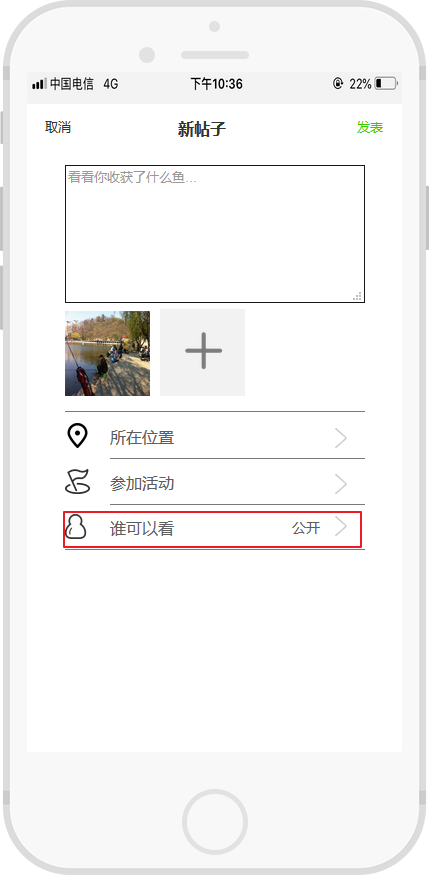 中国电信 4G 下午10:36 22%
取消 新帖子 发表
看看你收获了什么鱼...
所在位置
参加活动
谁可以看 公开